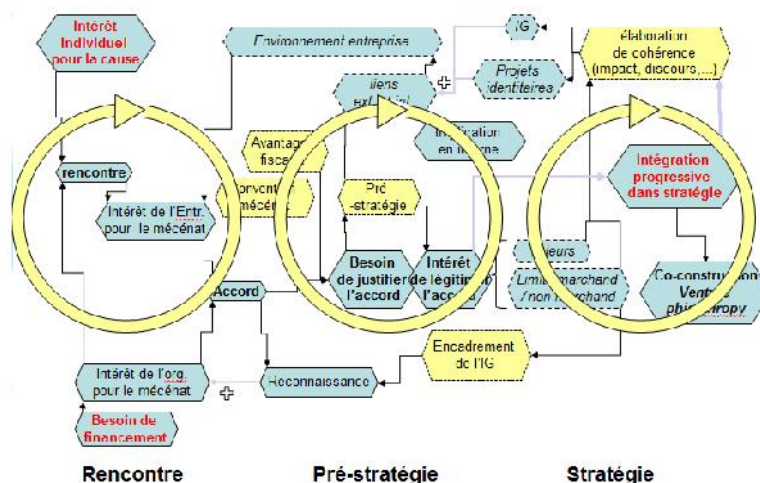 Intérêt
Individuel
pour la cause
Environnement entreprise
IG
Projets
identitaires
élaboration
de cohérence
(impact, discours,...)
liens
Avantage
fiscal
en interne
rencontre
Intérêt de l'Entr.
pour le mécénat
mécénat
Pré
-stratégie
Intégration
progressive
dans stratégie
Besoin
de justifier
l'accord
Intérêt
de légitimer
l'accord
Limite marchand
/ non marchand
Co-construction
Venture
philanthropy
Accord
Encadrement
de l'IG
Intérêt de l'org.
pour le mécénat
Reconnaissance
Besoin de
financement
Rencontre
Pré-stratégie
Stratégie